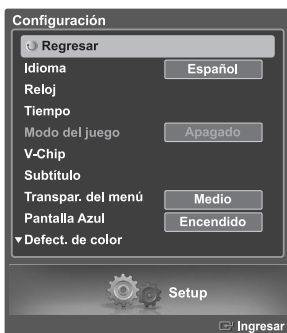 Configuración
Regresar
Idioma Español
Reloj
Tiempo
Modo del juego Apagado
V-Chip
Subtítulo
Transpar. del menú Medio
Pantalla Azul Encendido
▼Defect. de color
Setup
Ingresar